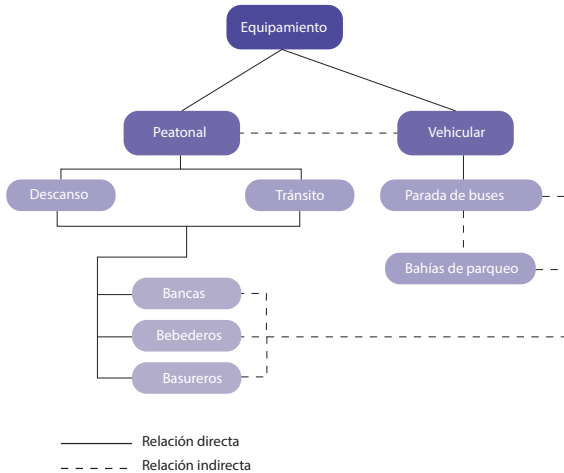 Equipamiento
Peatonal
Vehicular
Descanso
Tránsito
Parada de buses
Bahías de parqueo
Bancas
Bebederos
Basureros
Relación directa
Relación indirecta